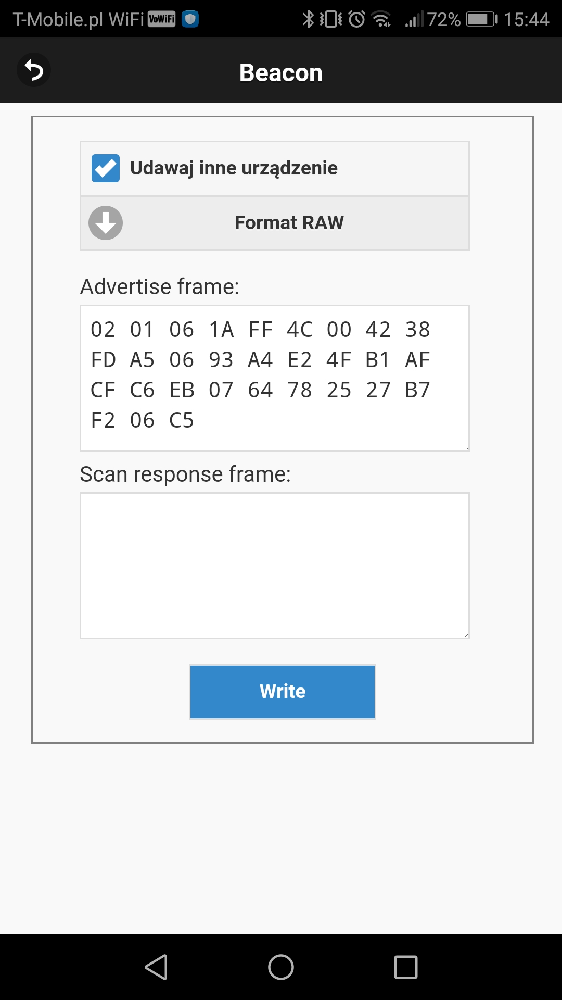 T-Mobile.pl WiFi VoWiFi 72% 15:44
Beacon
Udawaj inne urządzenie
Format RAW
Advertise frame:
02 01 06 1A FF 4C 00 42 38
FD A5 06 93 A4 E2 4F B1 AF
CF C6 EB 07 64 78 25 27 B7
F2 06 C5
Scan response frame:
Write